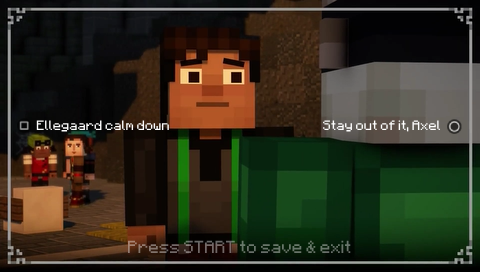 Ellegaard calm down
Stay out of it, Axel
Press START to save & exit